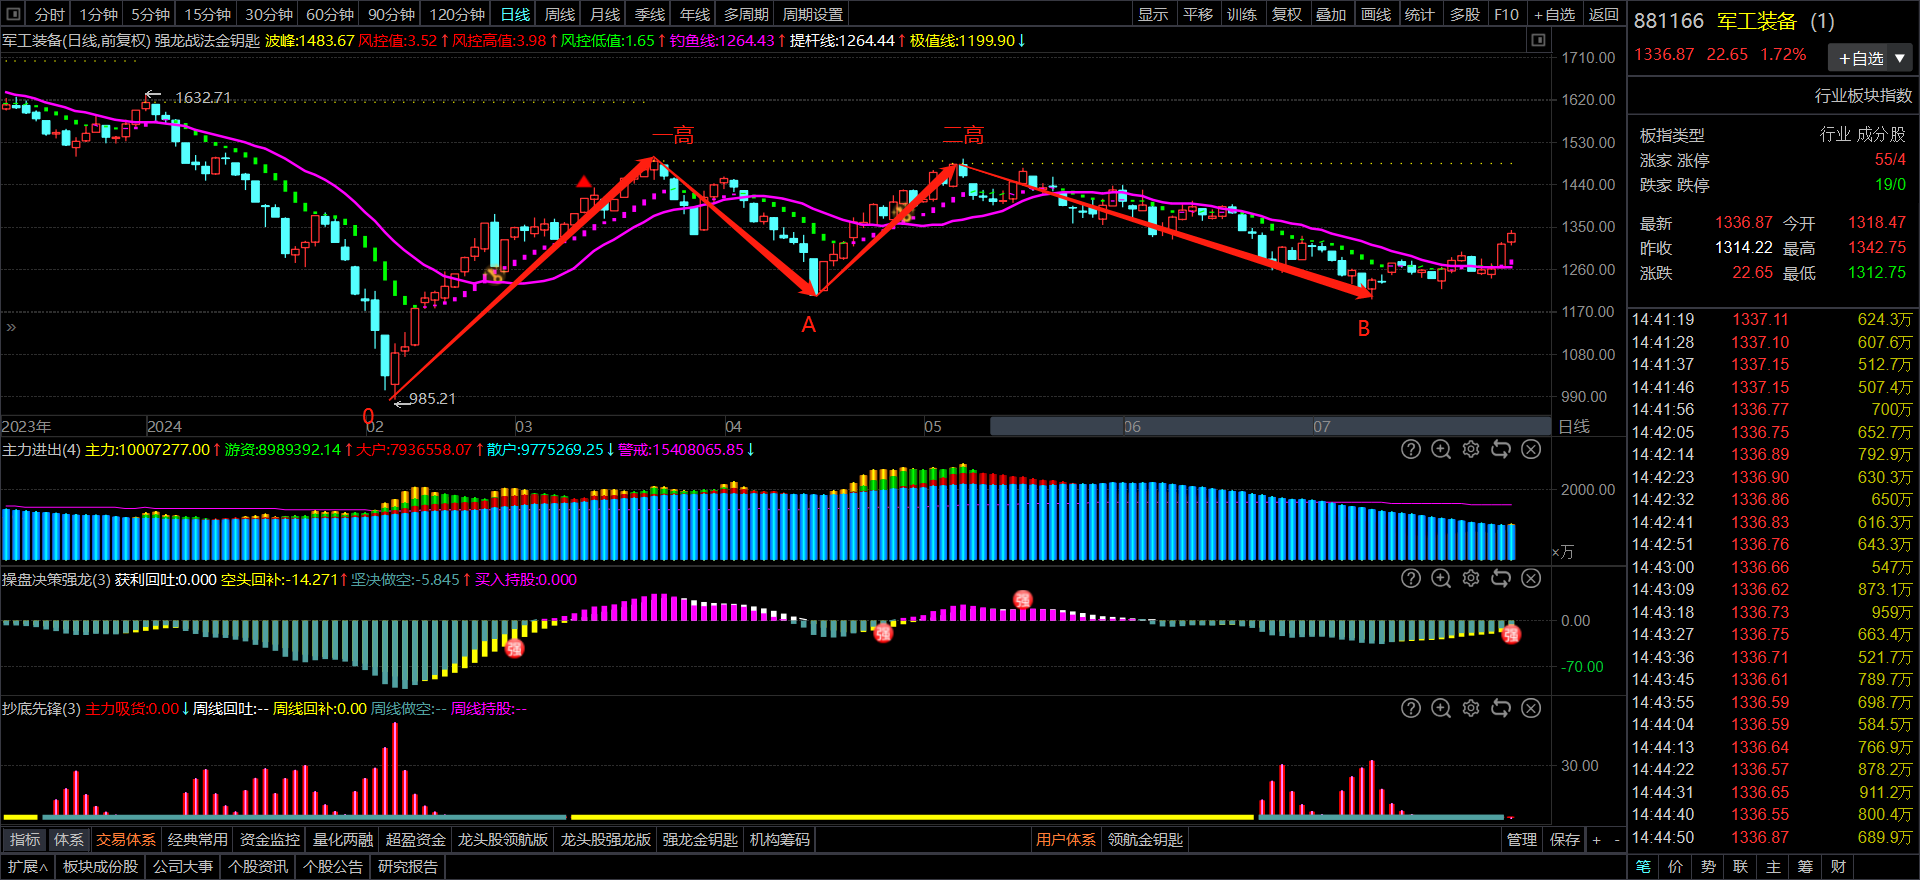 分时 1分钟 5分钟 15分钟 30分钟 60分钟 90分钟 120分钟 日线 周线 月线 季线 年线 多周期 周期设置 显示 平移 训练 复权 叠加 画线 统计 多股 F10 +自选 返回
881166 军工装备 (1)
军工装备(日线,前复权) 强龙战法金钥匙 波峰:1483.67 风控值:3.52↑ 风控高值:3.98↑ 风控低值:1.65↑ 钓鱼线:1264.43↑ 提杆线:1264.44↑ 极值线:1199.90↓
1336.87 22.65 1.72% +自选 ▼
行业板块指数
板指类型 行业 成分股
涨家 涨停 55/4
跌家 跌停 19/0
最新 1336.87 今开 1318.47
昨收 1314.22 最高 1342.75
涨跌 22.65 最低 1312.75
1710.00
1620.00
1530.00
1440.00
1350.00
1260.00
1170.00
1080.00
990.00
1632.71
一高
二高
A
B
0
985.21
»
2023年 2024 02 03 04 05 06 07 日线
主力进出(4) 主力:10007277.00↑ 游资:8989392.14↑ 大户:7936558.07↑ 散户:9775269.25↓ 警戒:15408065.85↓
2000.00
×万
操盘决策强龙(3) 获利回吐:0.000 空头回补:-14.271↑ 坚决做空:-5.845↑ 买入持股:0.000
强
强
强
强
0.00
-70.00
抄底先锋(3) 主力吸货:0.00↓ 周线回吐:-- 周线回补:0.00 周线做空:-- 周线持股:--
30.00
14:41:19 1337.11 624.3万
14:41:28 1337.10 607.6万
14:41:37 1337.15 512.7万
14:41:46 1337.15 507.4万
14:41:56 1336.77 700万
14:42:05 1336.75 652.7万
14:42:14 1336.89 792.9万
14:42:23 1336.90 630.3万
14:42:32 1336.86 650万
14:42:41 1336.83 616.3万
14:42:51 1336.76 643.3万
14:43:00 1336.66 547万
14:43:09 1336.62 873.1万
14:43:18 1336.73 959万
14:43:27 1336.75 663.4万
14:43:36 1336.71 521.7万
14:43:45 1336.61 789.7万
14:43:55 1336.59 698.7万
14:44:04 1336.59 584.5万
14:44:13 1336.64 766.9万
14:44:22 1336.57 878.2万
14:44:31 1336.65 911.2万
14:44:40 1336.55 800.4万
14:44:50 1336.87 689.9万
指标 体系 交易体系 经典常用 资金监控 量化两融 超盈资金 龙头股领航版 龙头股强龙版 强龙金钥匙 机构筹码 用户体系 领航金钥匙 管理 保存 + -
扩展∧ 板块成份股 公司大事 个股资讯 个股公告 研究报告 笔 价 势 联 主 筹 财